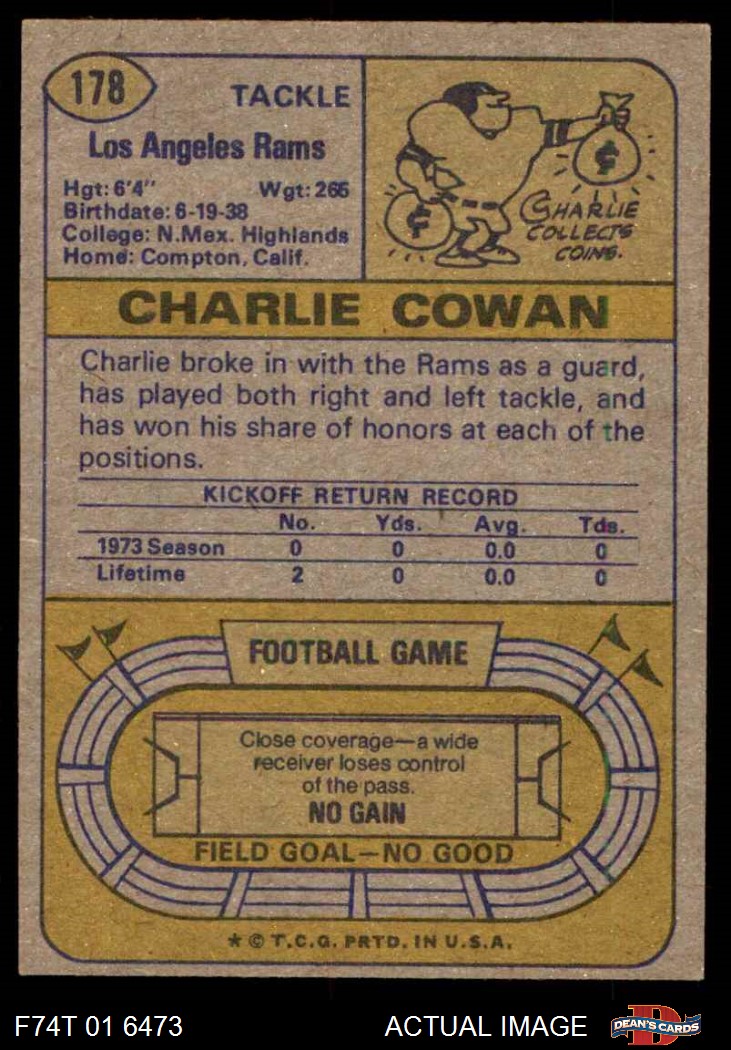 178
TACKLE
Los Angeles Rams
Hgt: 6'4" Wgt: 265
Birthdate: 6-19-38
College: N.Mex. Highlands
Home: Compton, Calif.
¢
¢
CHARLIE
COLLECTS
COINS.
CHARLIE COWAN
Charlie broke in with the Rams as a guard,
has played both right and left tackle, and
has won his share of honors at each of the
positions.
KICKOFF RETURN RECORD
No. Yds. Avg. Tds.
1973 Season 0 0 0.0 0
Lifetime 2 0 0.0 0
FOOTBALL GAME
Close coverage—a wide
receiver loses control
of the pass.
NO GAIN
FIELD GOAL—NO GOOD
* © T.C.G. PRTD. IN U.S.A.
F74T 01 6473 ACTUAL IMAGE
D
DEAN'S CARDS